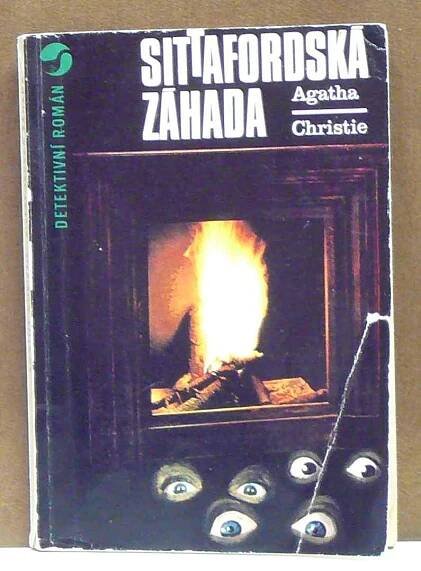 SITTAFORDSKÁ
ZÁHADA
Agatha
Christie
DETEKTIVNÍ ROMÁN